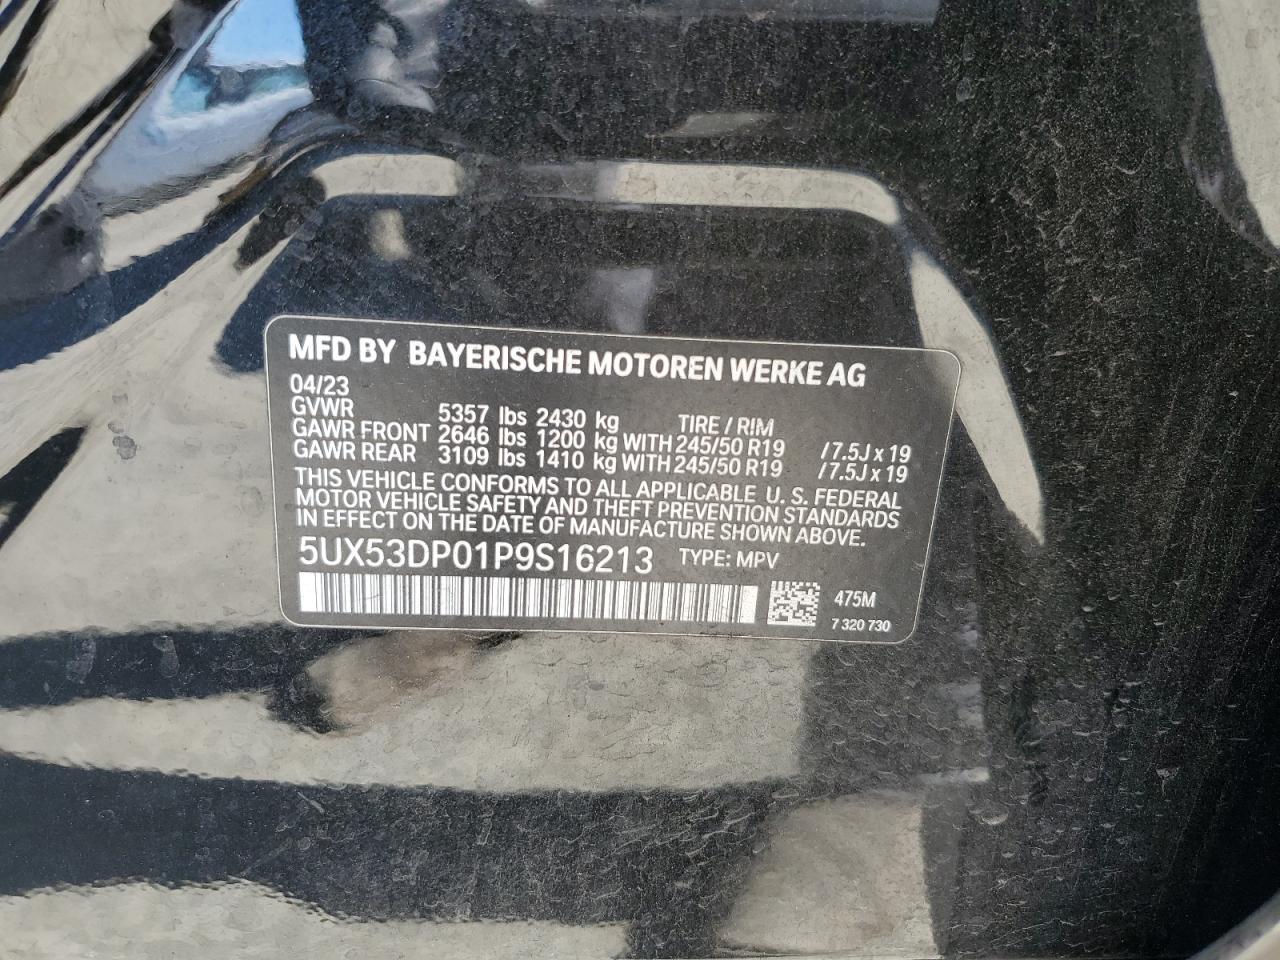 MFD BY BAYERISCHE MOTOREN WERKE AG
04/23
GVWR 5357 lbs 2430 kg TIRE / RIM
GAWR FRONT 2646 lbs 1200 kg WITH 245/50 R19 /7.5J x 19
GAWR REAR 3109 lbs 1410 kg WITH 245/50 R19 /7.5J x 19
THIS VEHICLE CONFORMS TO ALL APPLICABLE U. S. FEDERAL
MOTOR VEHICLE SAFETY AND THEFT PREVENTION STANDARDS
IN EFFECT ON THE DATE OF MANUFACTURE SHOWN ABOVE.
5UX53DP01P9S16213 TYPE: MPV
475M
7 320 730